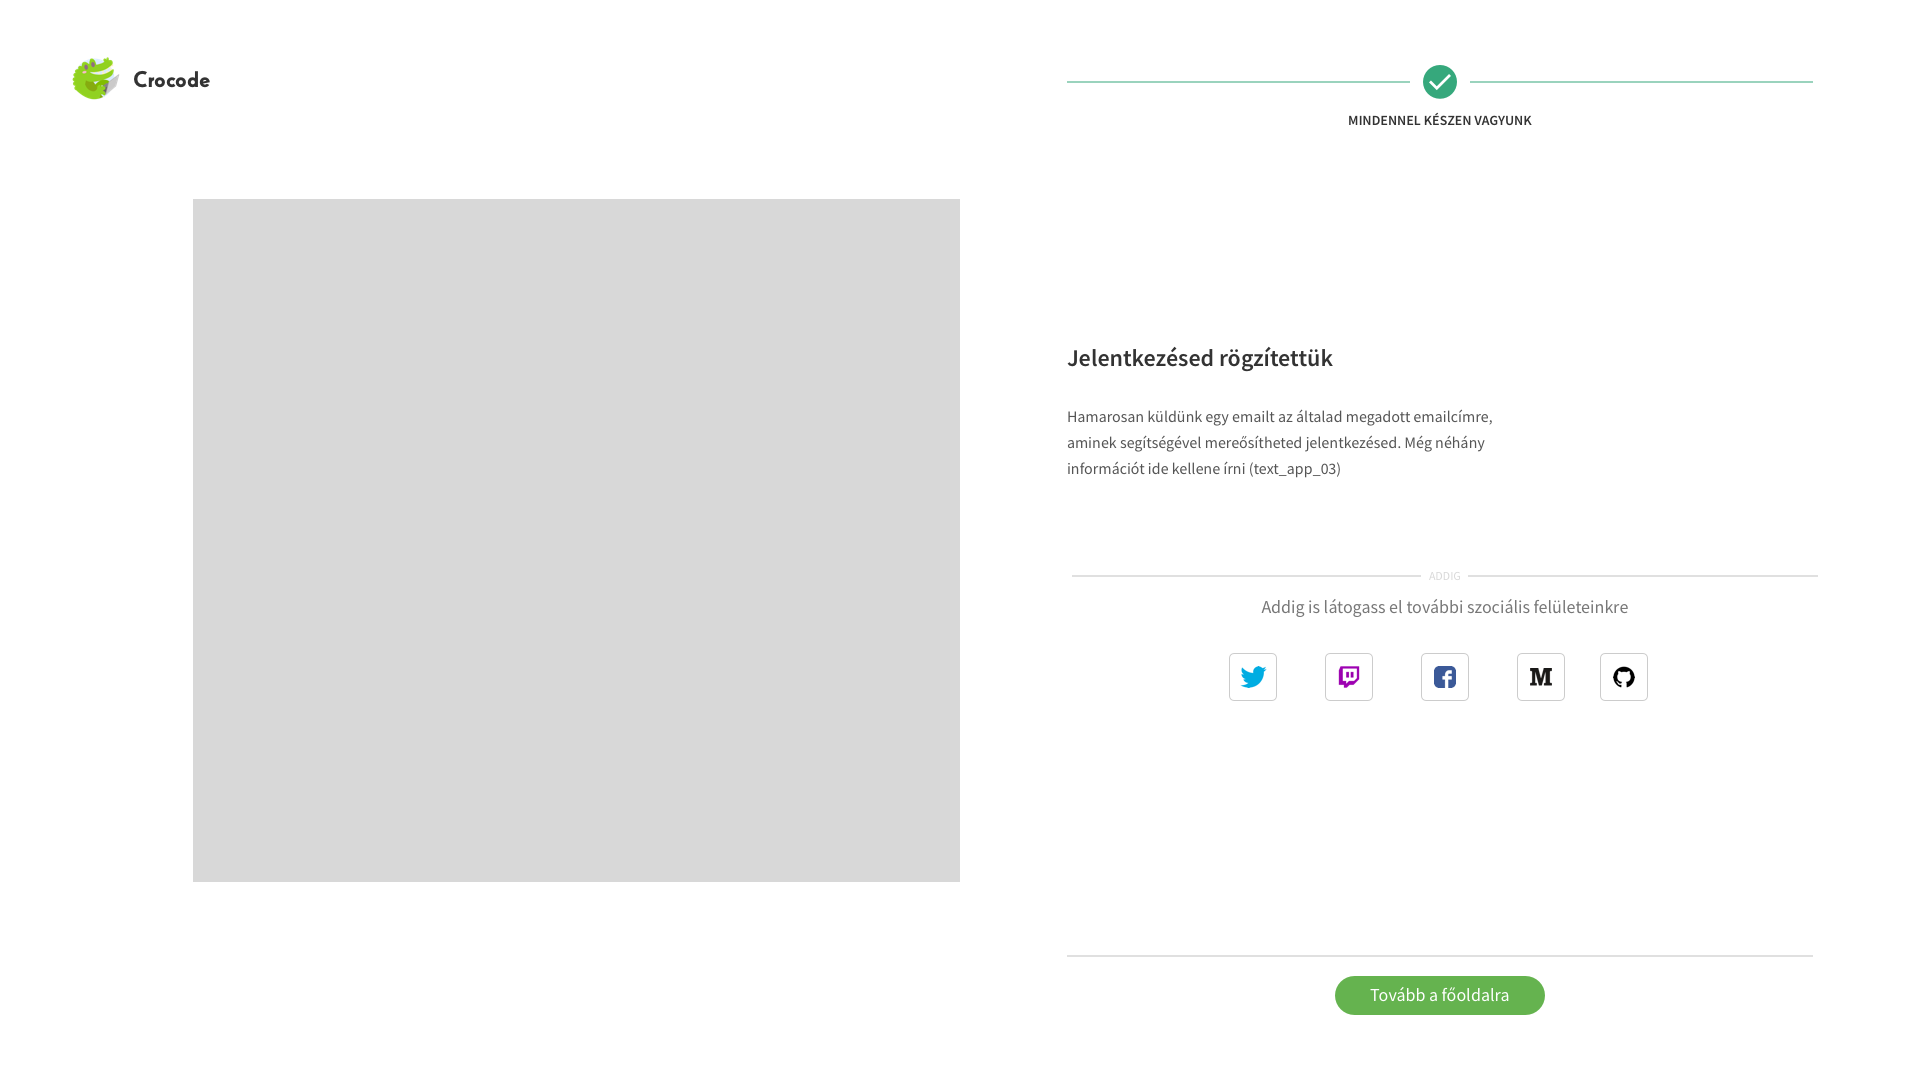 Crocode
MINDENNEL KÉSZEN VAGYUNK
Jelentkezésed rögzítettük
Hamarosan küldünk egy emailt az általad megadott emailcímre,
aminek segítségével mereősítheted jelentkezésed. Még néhány
információt ide kellene írni (text_app_03)
ADDIG
Addig is látogass el további szociális felületeinkre
Tovább a főoldalra